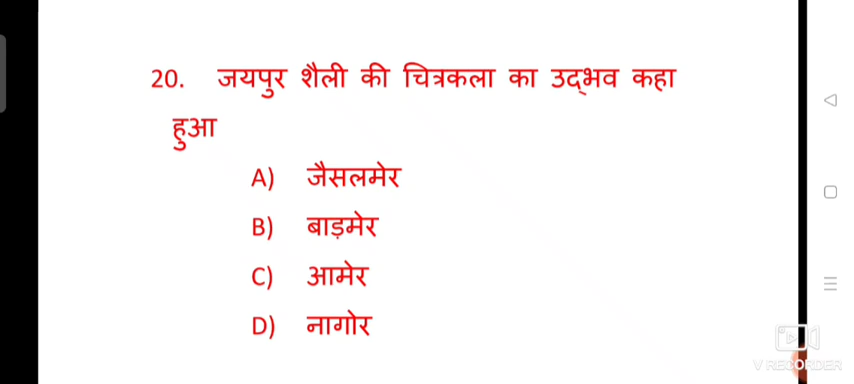 20. जयपुर शैली की चित्रकला का उद्भव कहा
हुआ
A) जैसलमेर
B) बाड़मेर
C) आमेर
D) नागोर
V RECORDER